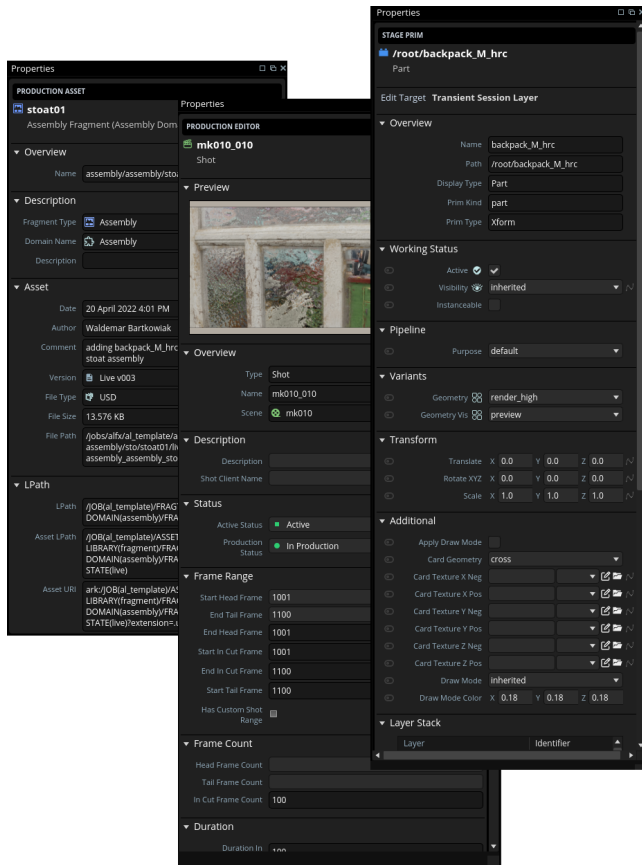 Properties
PRODUCTION ASSET
stoat01
Assembly Fragment (Assembly Dom
Overview
Name assembly/assembly/stoa
Description
Fragment Type Assembly
Domain Name Assembly
Description
Asset
Date 20 April 2022 4:01 PM
Author Waldemar Bartkowiak
Comment adding backpack_M_hrc
stoat assembly
Version Live v003
File Type USD
File Size 13.576 KB
File Path /jobs/alfx/al_template/a
assembly/sto/stoat01/li
assembly_assembly_sto
LPath
LPath /JOB(al_template)/FRAG
DOMAIN(assembly)/FRA
Asset LPath /JOB(al_template)/ASSET
LIBRARY(fragment)/FRA
DOMAIN(assembly)/FRA
STATE(live)
Asset URI ark:/JOB(al_template)/AS
LIBRARY(fragment)/FRA
DOMAIN(assembly)/FRA
STATE(live)?extension=.u
Properties
PRODUCTION EDITOR
mk010_010
Shot
Preview
Overview
Type Shot
Name mk010_010
Scene mk010
Description
Description
Shot Client Name
Status
Active Status Active
Production
Status In Production
Frame Range
Start Head Frame 1001
End Tail Frame 1100
End Head Frame 1001
Start In Cut Frame 1001
End In Cut Frame 1100
Start Tail Frame 1100
Has Custom Shot
Range
Frame Count
Head Frame Count
Tail Frame Count
In Cut Frame Count 100
Duration
Duration In 100
Properties
STAGE PRIM
/root/backpack_M_hrc
Part
Edit Target Transient Session Layer
Overview
Name backpack_M_hrc
Path /root/backpack_M_hrc
Display Type Part
Prim Kind part
Prim Type Xform
Working Status
Active
Visibility inherited
Instanceable
Pipeline
Purpose default
Variants
Geometry render_high
Geometry Vis preview
Transform
Translate X 0.0 Y 0.0 Z 0.0
Rotate XYZ X 0.0 Y 0.0 Z 0.0
Scale X 1.0 Y 1.0 Z 1.0
Additional
Apply Draw Mode
Card Geometry cross
Card Texture X Neg
Card Texture X Pos
Card Texture Y Neg
Card Texture Y Pos
Card Texture Z Neg
Card Texture Z Pos
Draw Mode inherited
Draw Mode Color X 0.18 Y 0.18 Z 0.18
Layer Stack
Layer Identifier